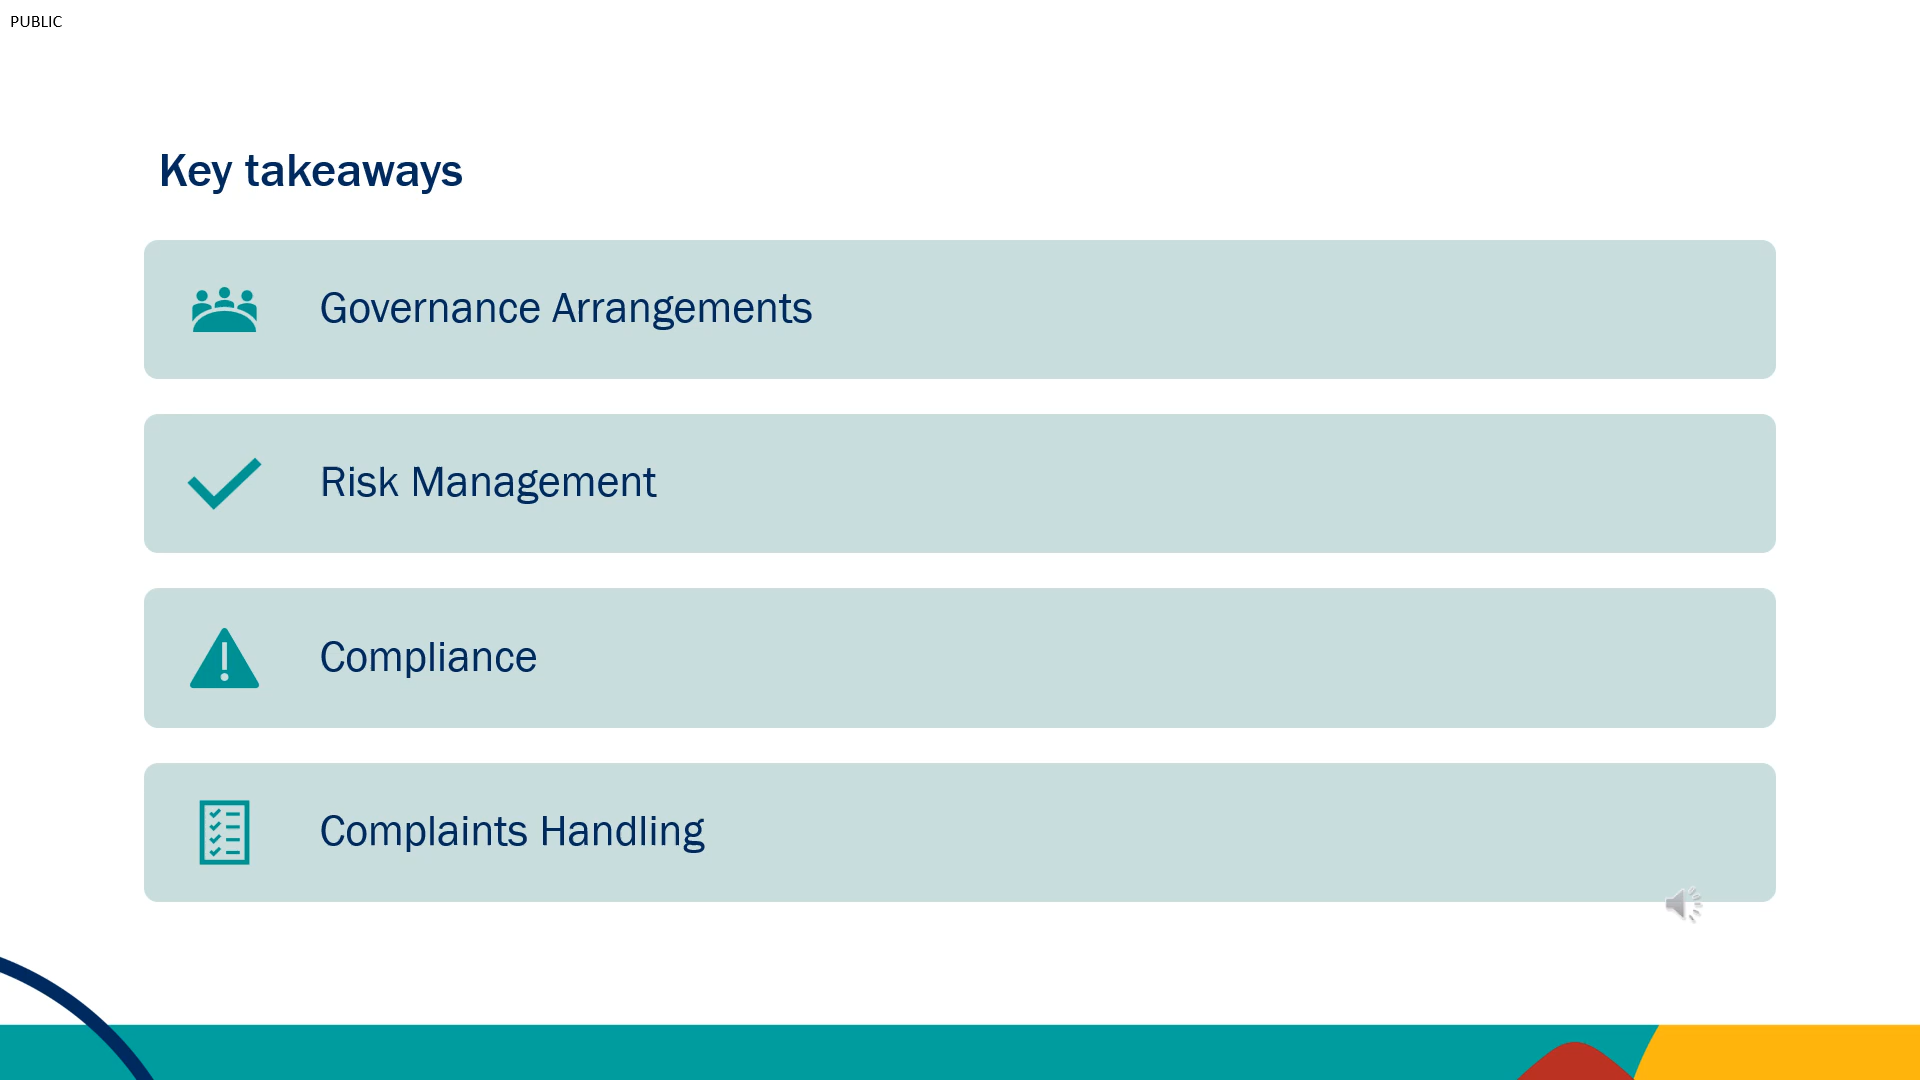 PUBLIC
Key takeaways
Governance Arrangements
Risk Management
Compliance
Complaints Handling